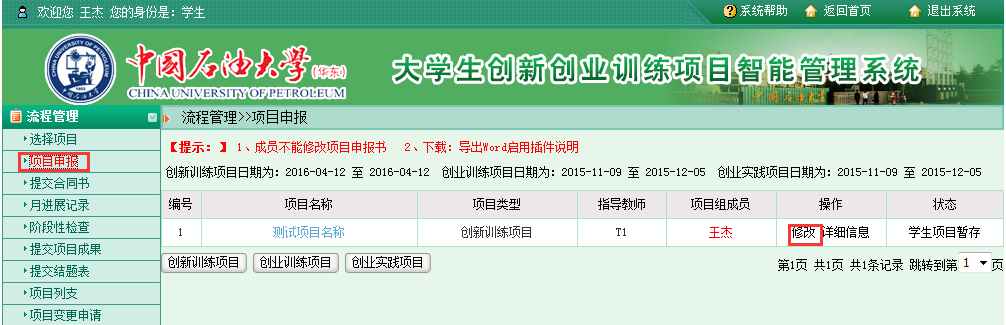 欢迎您 王杰 您的身份是: 学生
系统帮助 返回首页 退出系统
中国石油大学(华东)
CHINA UNIVERSITY OF PETROLEUM
大学生创新创业训练项目智能管理系统
流程管理
流程管理>>项目申报
选择项目
项目申报
提交合同书
月进展记录
阶段性检查
提交项目成果
提交结题表
项目列支
项目变更申请
【提示: 】 1、成员不能修改项目申报书 2、下载: 导出Word启用插件说明
创新训练项目日期为: 2016-04-12 至 2016-04-12 创业训练项目日期为: 2015-11-09 至 2015-12-05 创业实践项目日期为: 2015-11-09 至 2015-12-05
编号 项目名称 项目类型 指导教师 项目组成员 操作 状态
1 测试项目名称 创新训练项目 T1 王杰 修改 详细信息 学生项目暂存
创新训练项目 创业训练项目 创业实践项目
第1页 共1页 共1条记录 跳转到第 1 页